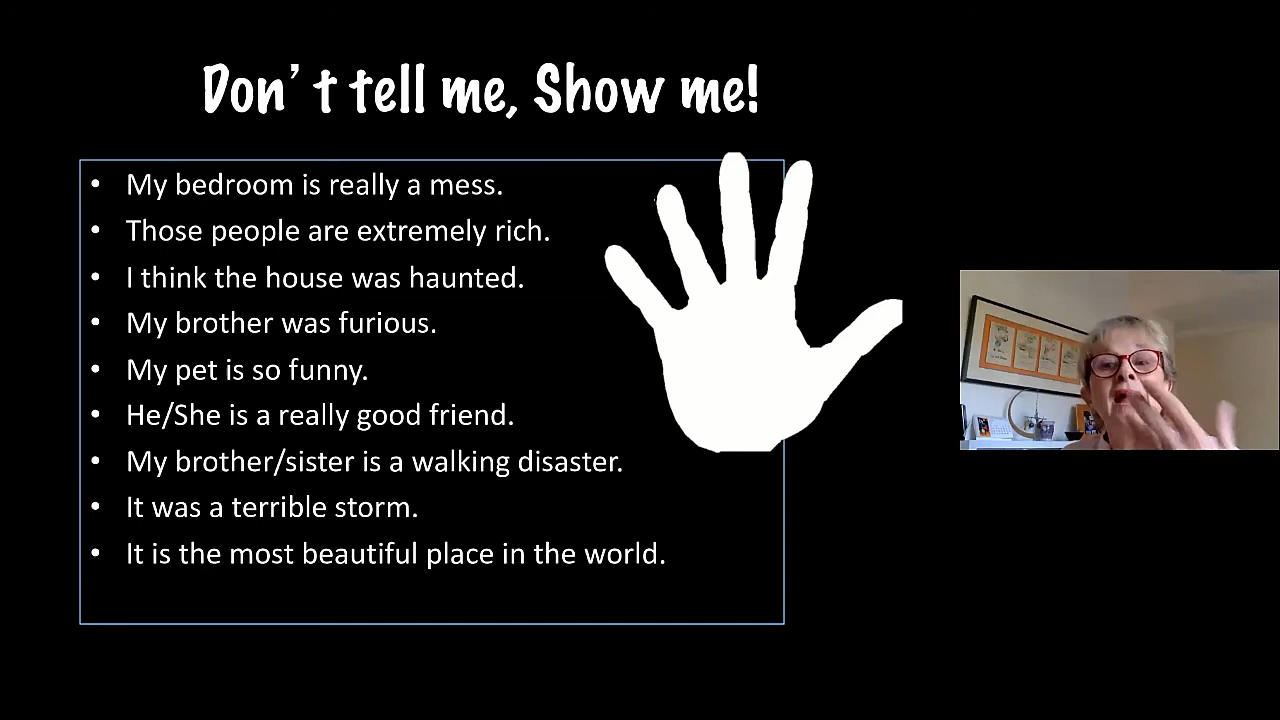 Don't tell me, Show me!
• My bedroom is really a mess.
• Those people are extremely rich.
• I think the house was haunted.
• My brother was furious.
• My pet is so funny.
• He/She is a really good friend.
• My brother/sister is a walking disaster.
• It was a terrible storm.
• It is the most beautiful place in the world.